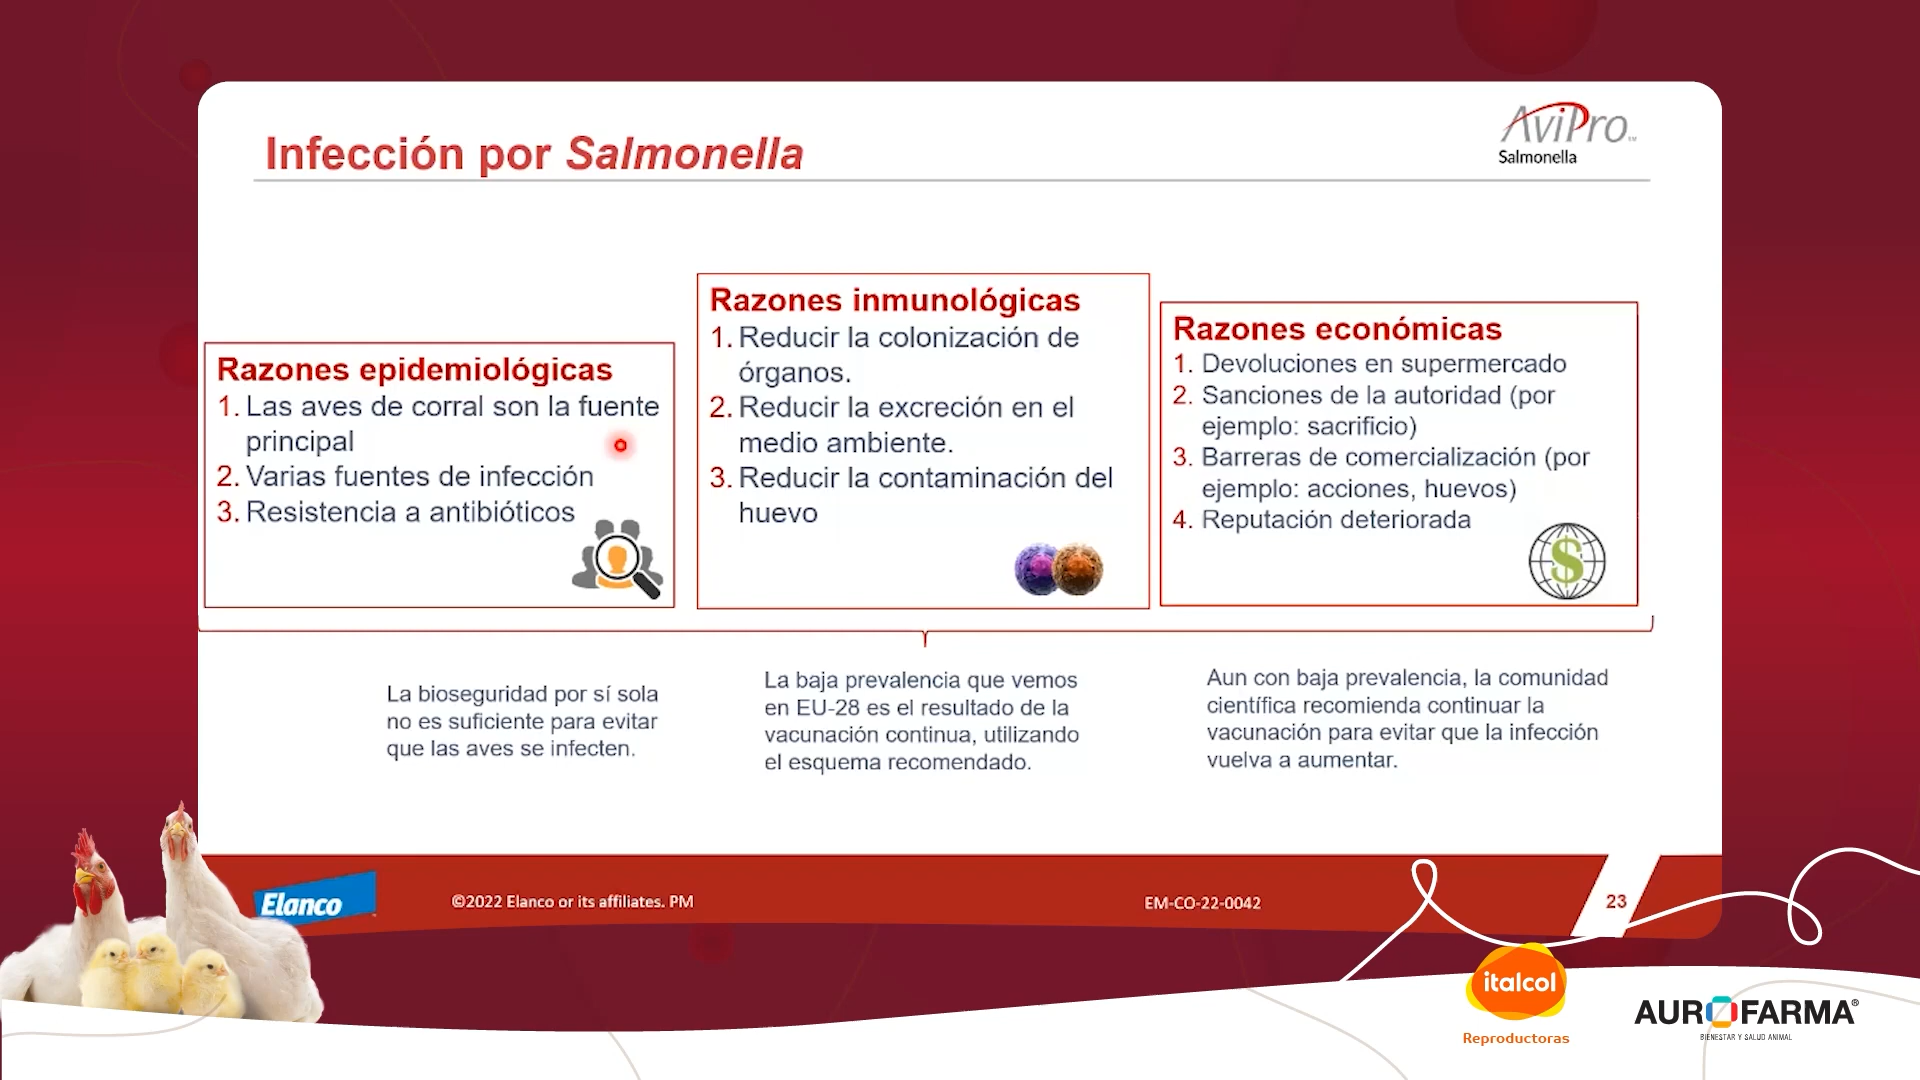 Infección por Salmonella
AviPro™
Salmonella
Razones epidemiológicas
1. Las aves de corral son la fuente
principal
2. Varias fuentes de infección
3. Resistencia a antibióticos
Razones inmunológicas
1. Reducir la colonización de
órganos.
2. Reducir la excreción en el
medio ambiente.
3. Reducir la contaminación del
huevo
Razones económicas
1. Devoluciones en supermercado
2. Sanciones de la autoridad (por
ejemplo: sacrificio)
3. Barreras de comercialización (por
ejemplo: acciones, huevos)
4. Reputación deteriorada
$
La bioseguridad por sí sola
no es suficiente para evitar
que las aves se infecten.
La baja prevalencia que vemos
en EU-28 es el resultado de la
vacunación continua, utilizando
el esquema recomendado.
Aun con baja prevalencia, la comunidad
científica recomienda continuar la
vacunación para evitar que la infección
vuelva a aumentar.
Elanco
©2022 Elanco or its affiliates. PM
EM-CO-22-0042
23
italcol
Reproductoras
AUROFARMA®
BIENESTAR Y SALUD ANIMAL